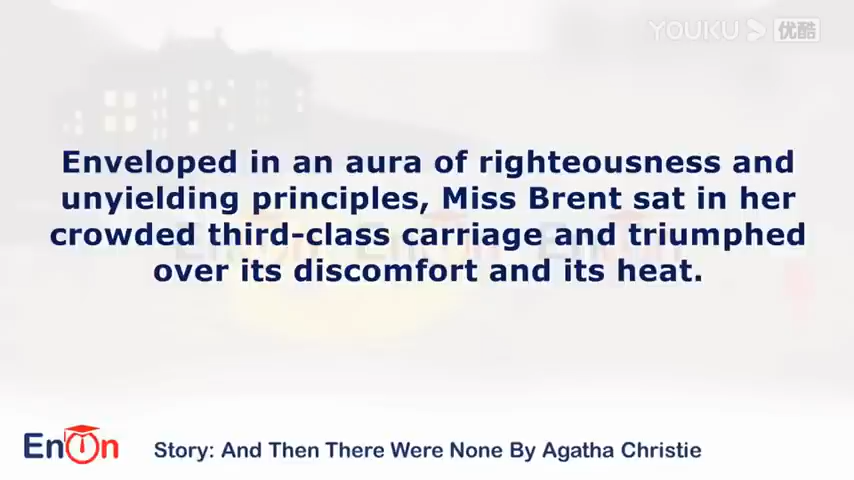 YOUKU 优酷
Enveloped in an aura of righteousness and
unyielding principles, Miss Brent sat in her
crowded third-class carriage and triumphed
over its discomfort and its heat.
EnOn
Story: And Then There Were None By Agatha Christie